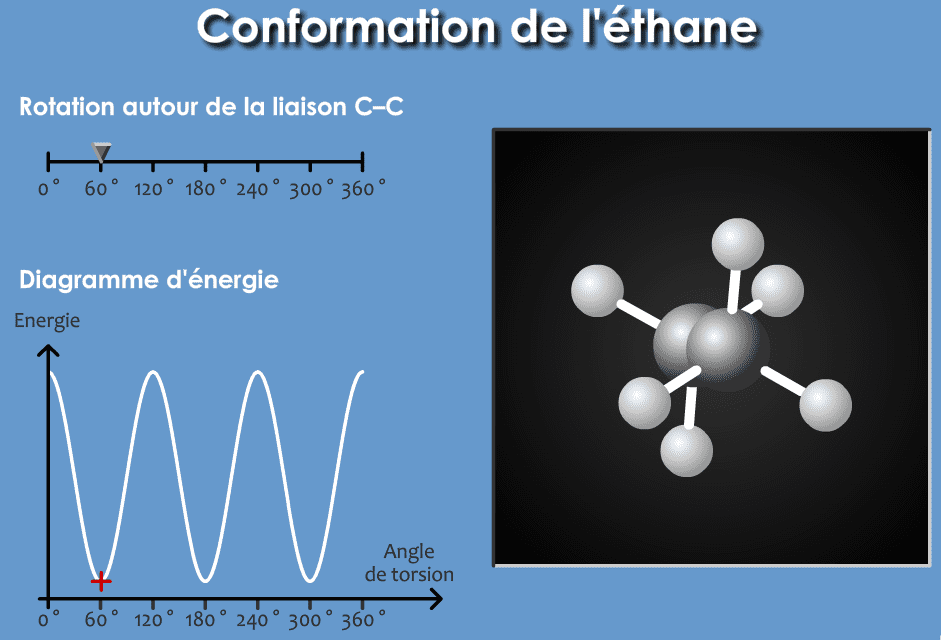 Conformation de l'éthane
Rotation autour de la liaison C–C
0° 60° 120° 180° 240° 300° 360°
Diagramme d'énergie
Energie
Angle
de torsion
0° 60° 120° 180° 240° 300° 360°